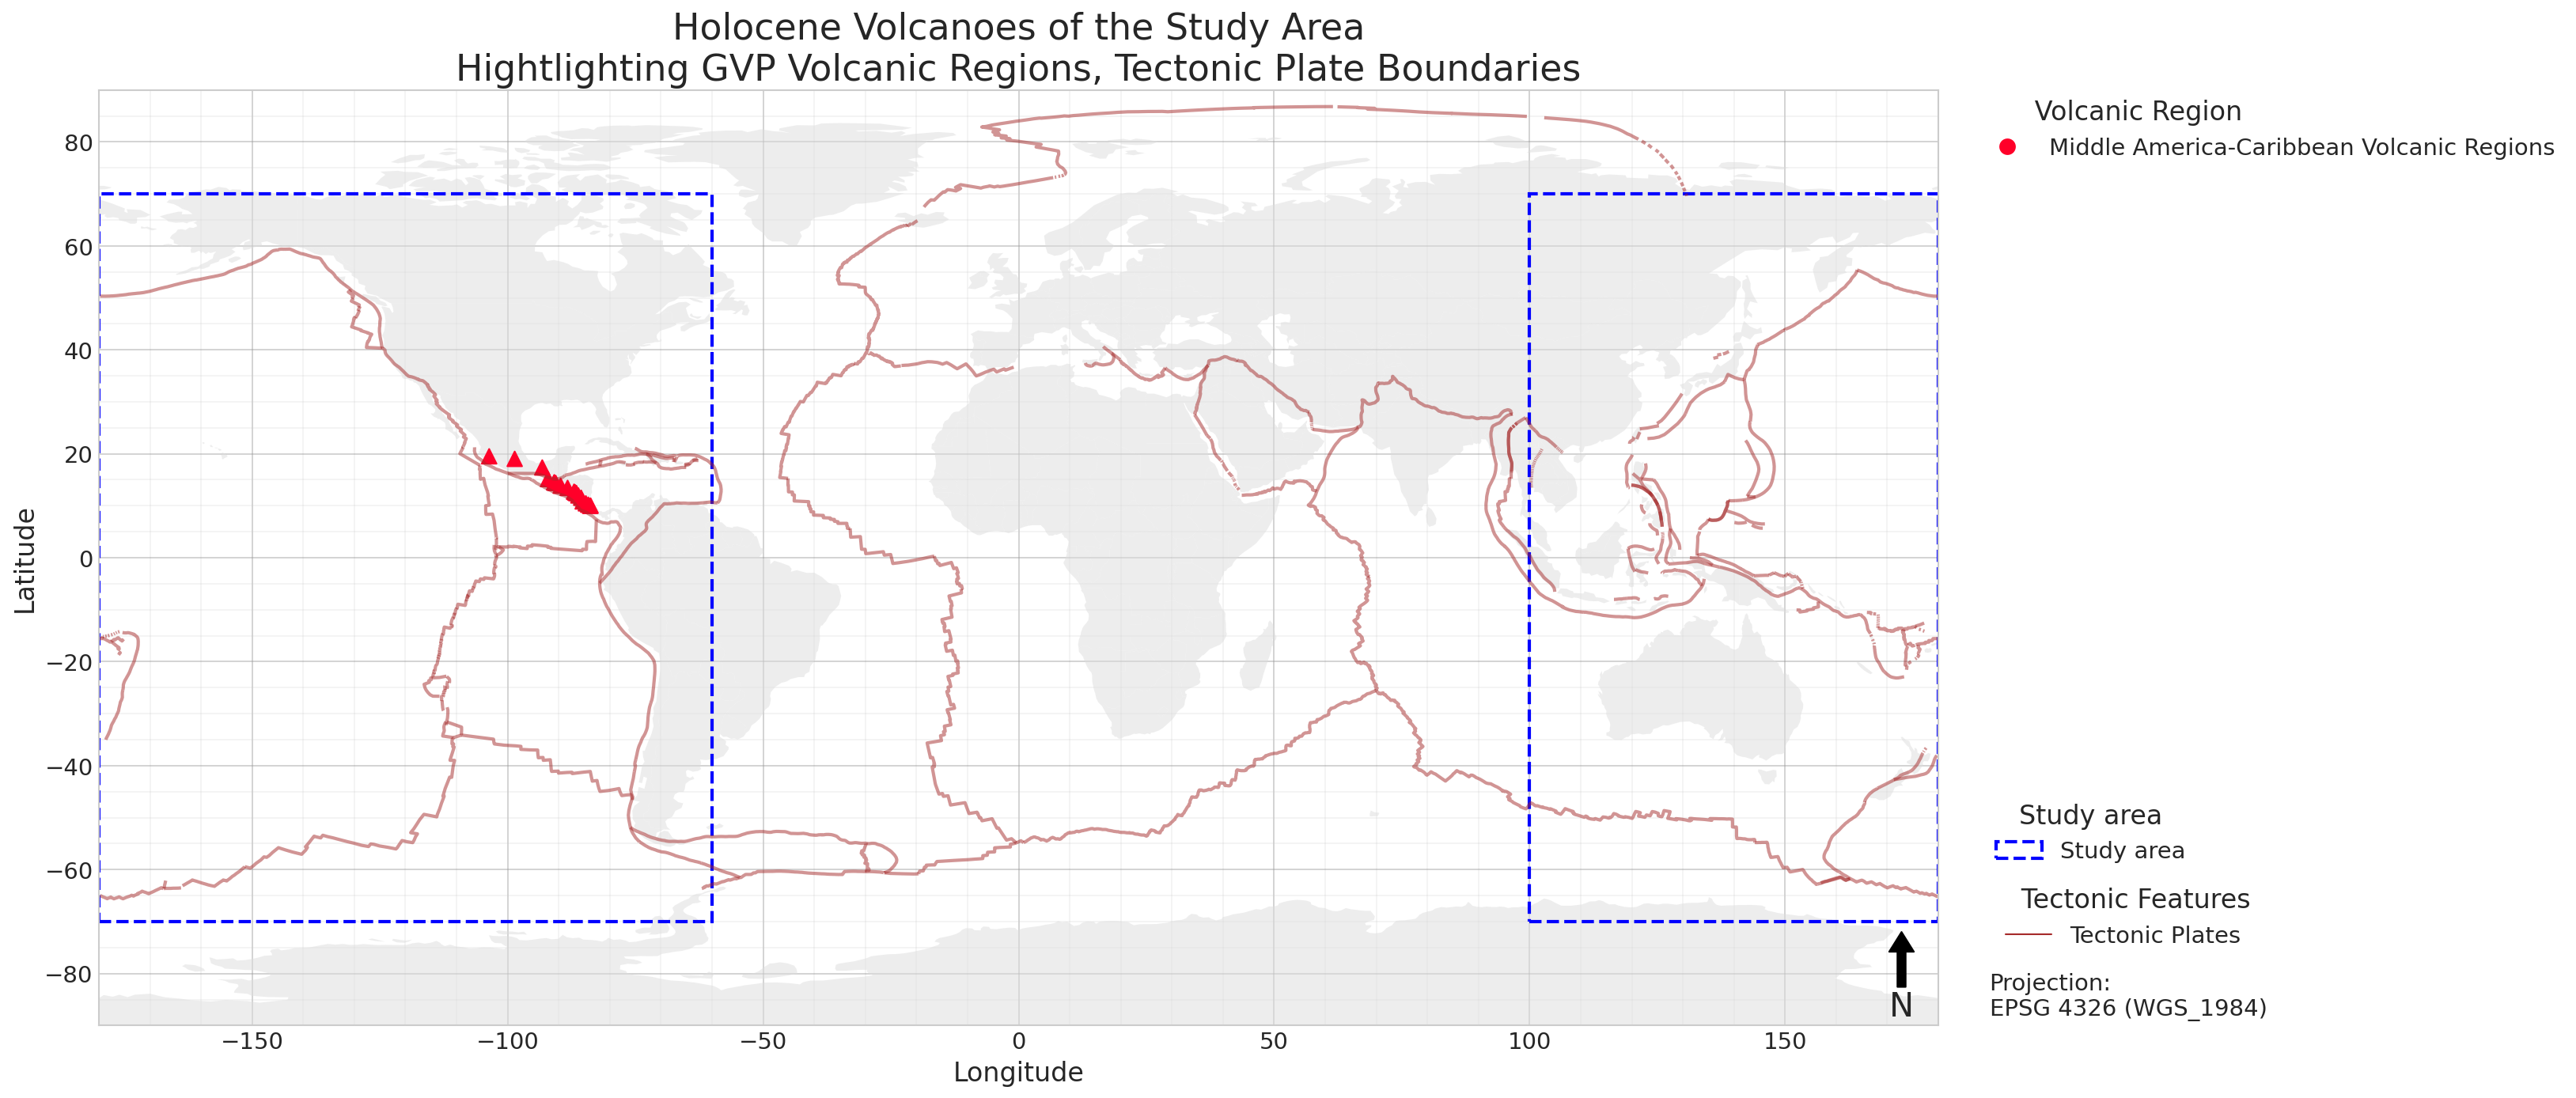 Holocene Volcanoes of the Study Area
Hightlighting GVP Volcanic Regions, Tectonic Plate Boundaries
Volcanic Region
Middle America-Caribbean Volcanic Regions
80
60
40
20
0
−20
−40
−60
−80
Latitude
−150
−100
−50
0
50
100
150
Longitude
N
Study area
Study area
Tectonic Features
Tectonic Plates
Projection:
EPSG 4326 (WGS_1984)